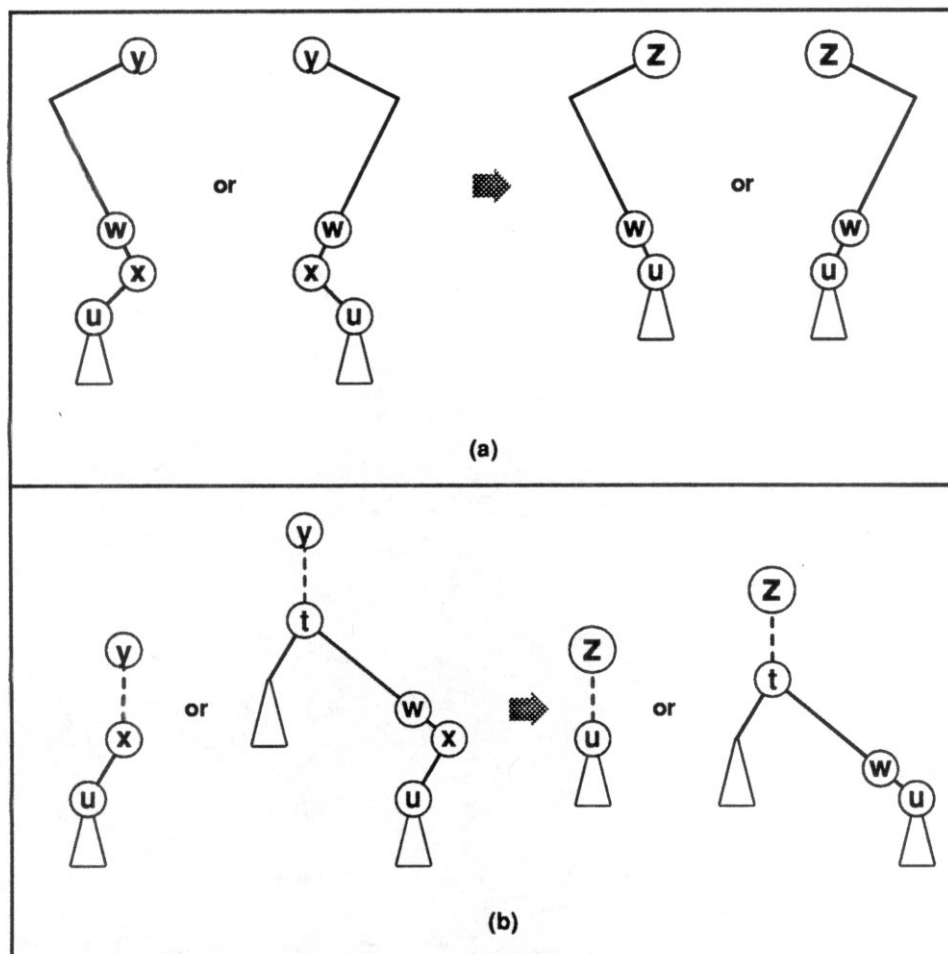 y y z z
or or
w w w w
x x u u
u u
(a)
y
z
t
y z t
or or
w
x u w
u u u
(b)